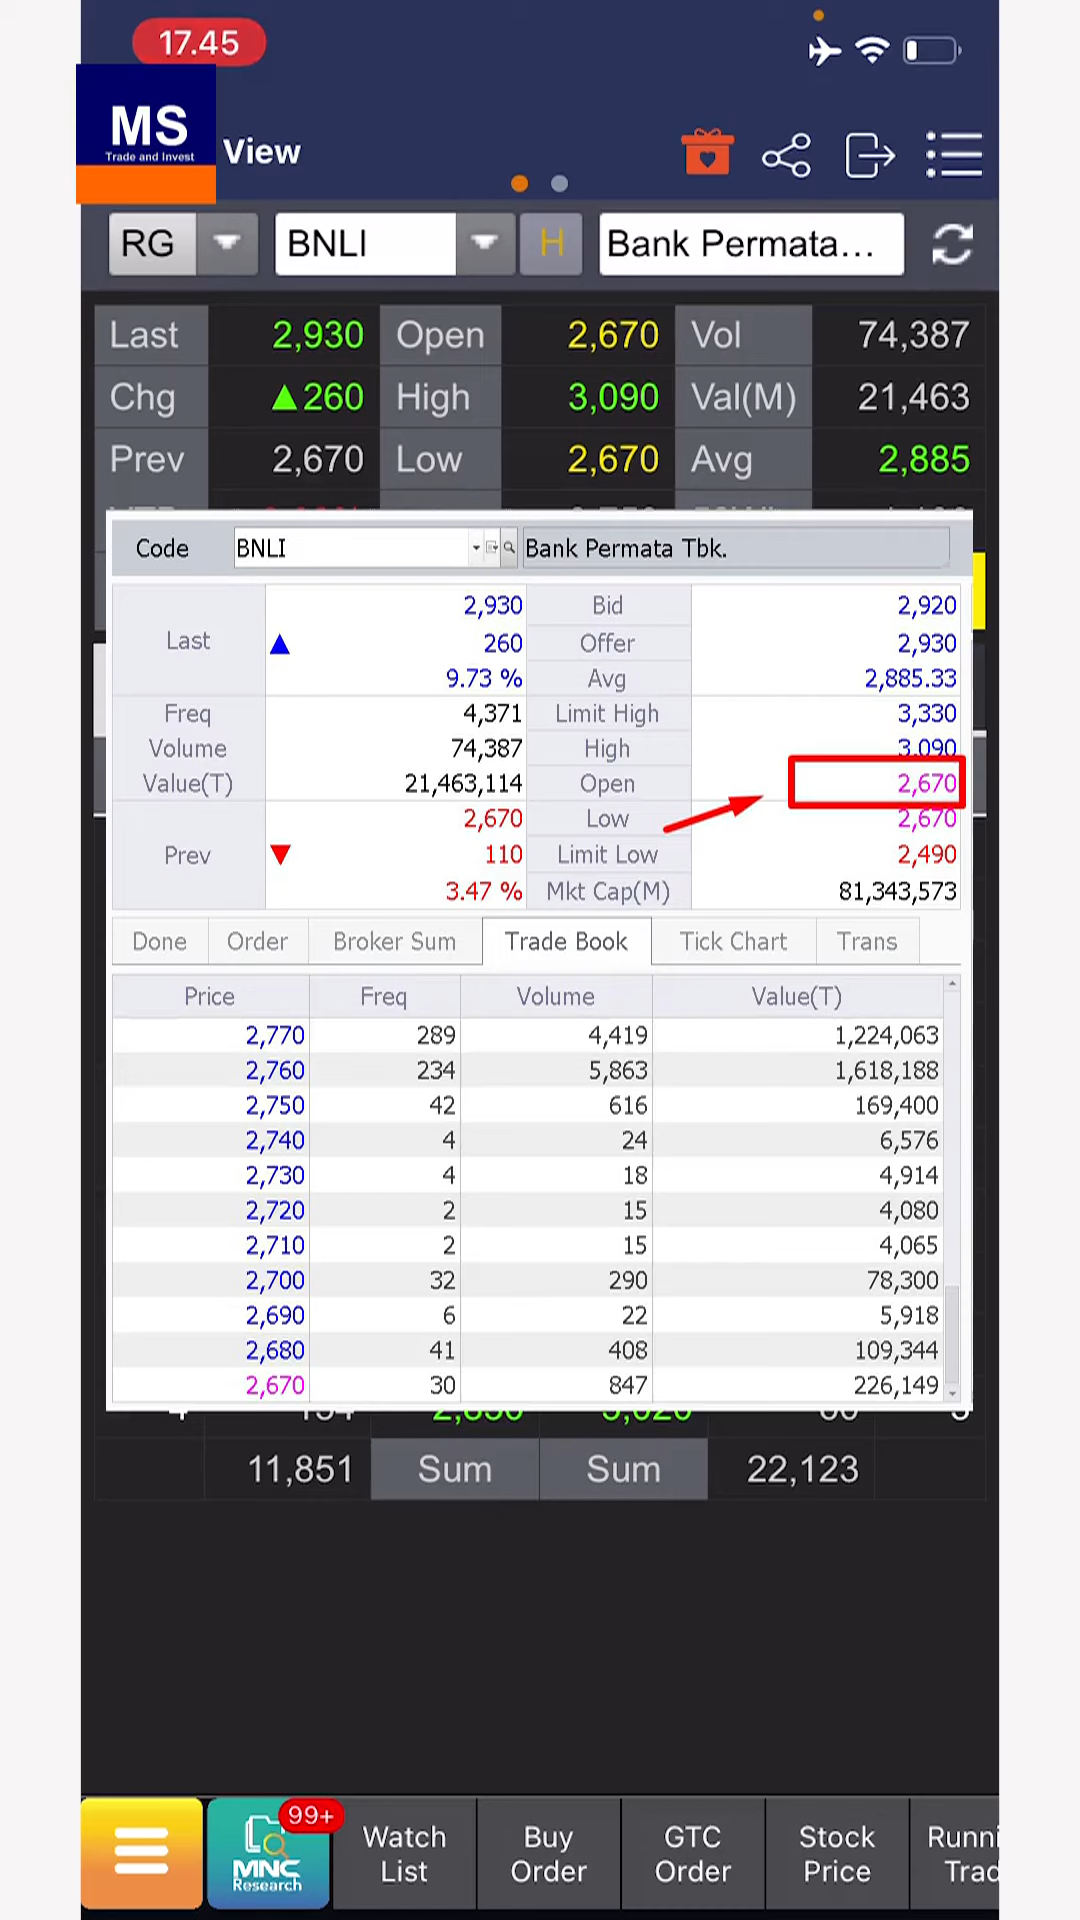 17.45
MS
Trade and Invest
View
RG BNLI H Bank Permata...
Last 2,930 Open 2,670 Vol 74,387
Chg ▲260 High 3,090 Val(M) 21,463
Prev 2,670 Low 2,670 Avg 2,885
Code BNLI Bank Permata Tbk.
2,930 Bid 2,920
Last ▲ 260 Offer 2,930
9.73 % Avg 2,885.33
Freq 4,371 Limit High 3,330
Volume 74,387 High 3,090
Value(T) 21,463,114 Open 2,670
2,670 Low 2,670
Prev ▼ 110 Limit Low 2,490
3.47 % Mkt Cap(M) 81,343,573
Done Order Broker Sum Trade Book Tick Chart Trans
Price Freq Volume Value(T)
2,770 289 4,419 1,224,063
2,760 234 5,863 1,618,188
2,750 42 616 169,400
2,740 4 24 6,576
2,730 4 18 4,914
2,720 2 15 4,080
2,710 2 15 4,065
2,700 32 290 78,300
2,690 6 22 5,918
2,680 41 408 109,344
2,670 30 847 226,149
11,851 Sum Sum 22,123
99+
MNC
Research
Watch List
Buy Order
GTC Order
Stock Price
Runni
Trad